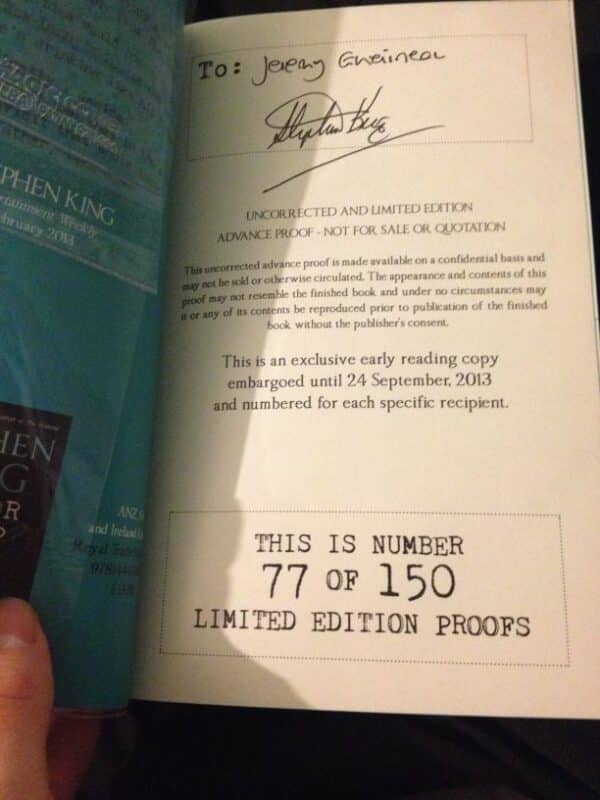 PHEN KING
Entertainment Weekly
February 2013
HEN
G
R
P
ANZ
and Ireland
Royal
To: Jeremy
Stephen King
UNCORRECTED AND LIMITED EDITION
ADVANCE PROOF - NOT FOR SALE OR QUOTATION
This uncorrected advance proof is made available on a confidential basis and
may not be sold or otherwise circulated. The appearance and contents of this
proof may not resemble the finished book and under no circumstances may
it or any of its contents be reproduced prior to publication of the finished
book without the publisher's consent.
This is an exclusive early reading copy
embargoed until 24 September, 2013
and numbered for each specific recipient.
THIS IS NUMBER
77 OF 150
LIMITED EDITION PROOFS